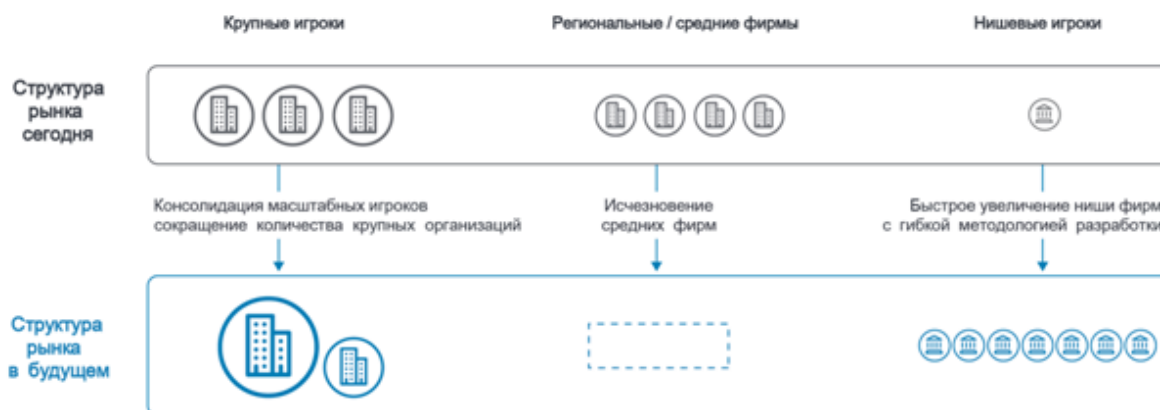 Крупные игроки
Региональные / средние фирмы
Нишевые игроки
Структура
рынка
сегодня
Консолидация масштабных игроков
сокращение количества крупных организаций
Исчезновение
средних фирм
Быстрое увеличение ниши фирм
с гибкой методологией разработки
Структура
рынка
в будущем